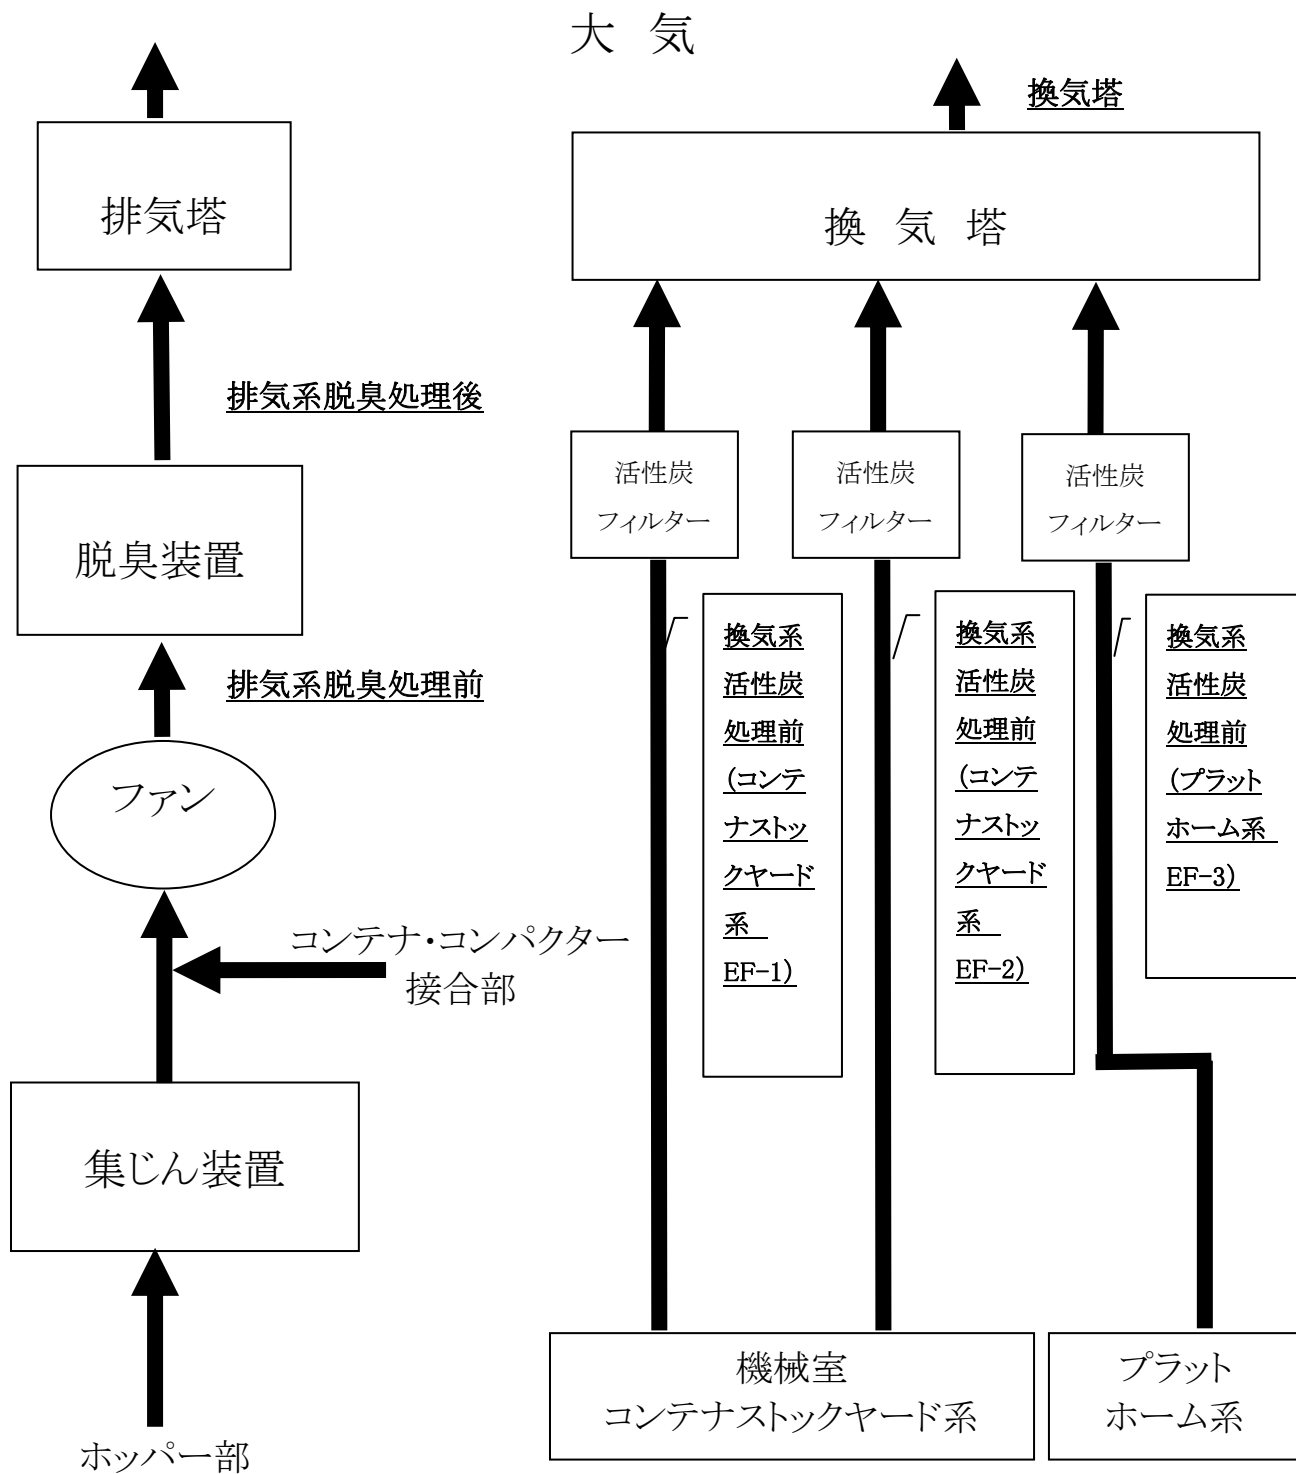 大 気
換気塔
排気塔
換 気 塔
排気系脱臭処理後
活性炭
フィルター
活性炭
フィルター
活性炭
フィルター
脱臭装置
排気系脱臭処理前
換気系
活性炭
処理前
(コンテ
ナストッ
クヤード
系
EF-1)
換気系
活性炭
処理前
(コンテ
ナストッ
クヤード
系
EF-2)
換気系
活性炭
処理前
(プラット
ホーム系
EF-3)
ファン
コンテナ・コンパクター
接合部
集じん装置
ホッパー部
機械室
コンテナストックヤード系
プラット
ホーム系